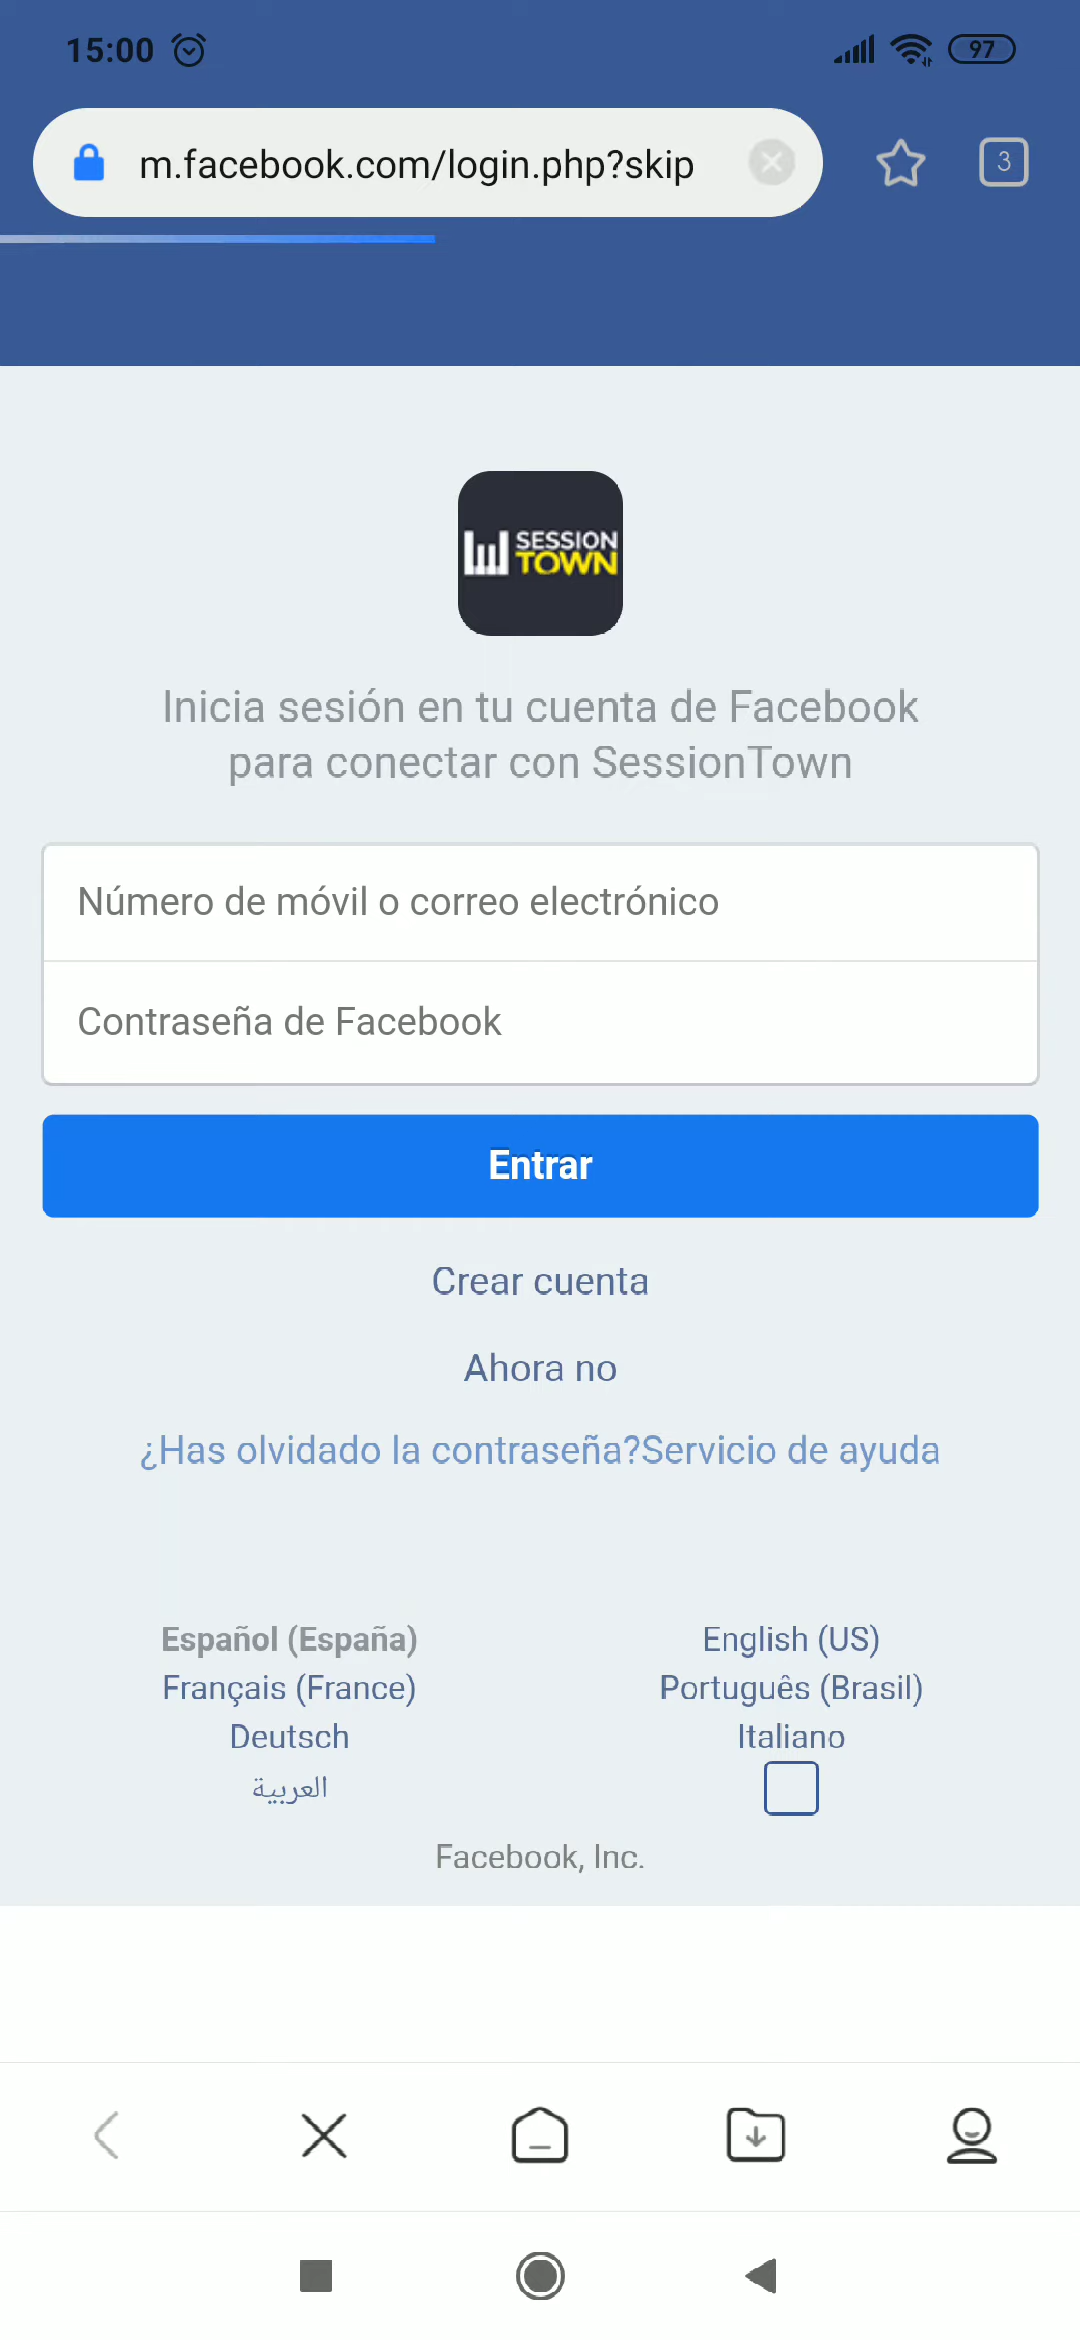 15:00
97
m.facebook.com/login.php?skip
3
SESSION
TOWN
Inicia sesión en tu cuenta de Facebook
para conectar con SessionTown
Número de móvil o correo electrónico
Contraseña de Facebook
Entrar
Crear cuenta
Ahora no
¿Has olvidado la contraseña?Servicio de ayuda
Español (España)
English (US)
Français (France)
Português (Brasil)
Deutsch
Italiano
العربية
Facebook, Inc.